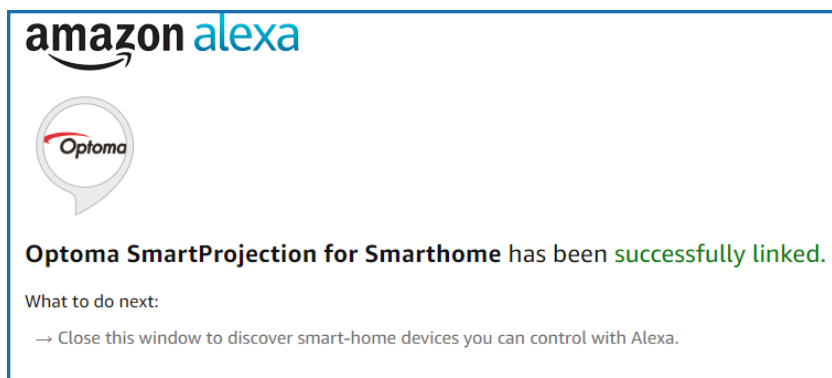 amazon alexa
Optoma
Optoma SmartProjection for Smarthome has been successfully linked.
What to do next:
→ Close this window to discover smart-home devices you can control with Alexa.